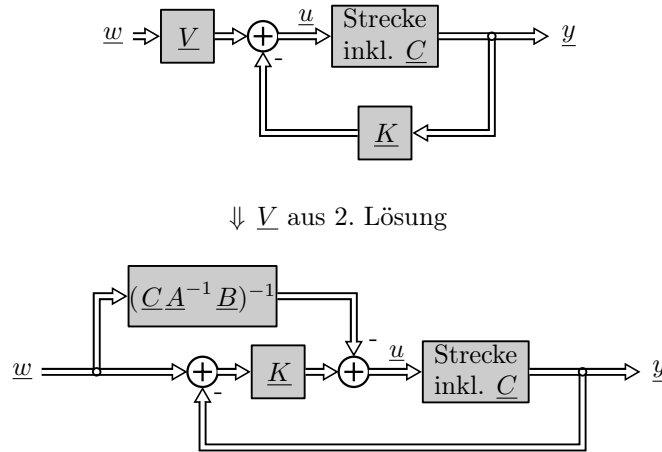 w V + u Strecke inkl. C y
-
K
⇓ V aus 2. Lösung
(C A⁻¹ B)⁻¹
-
w + K + u Strecke inkl. C y
-